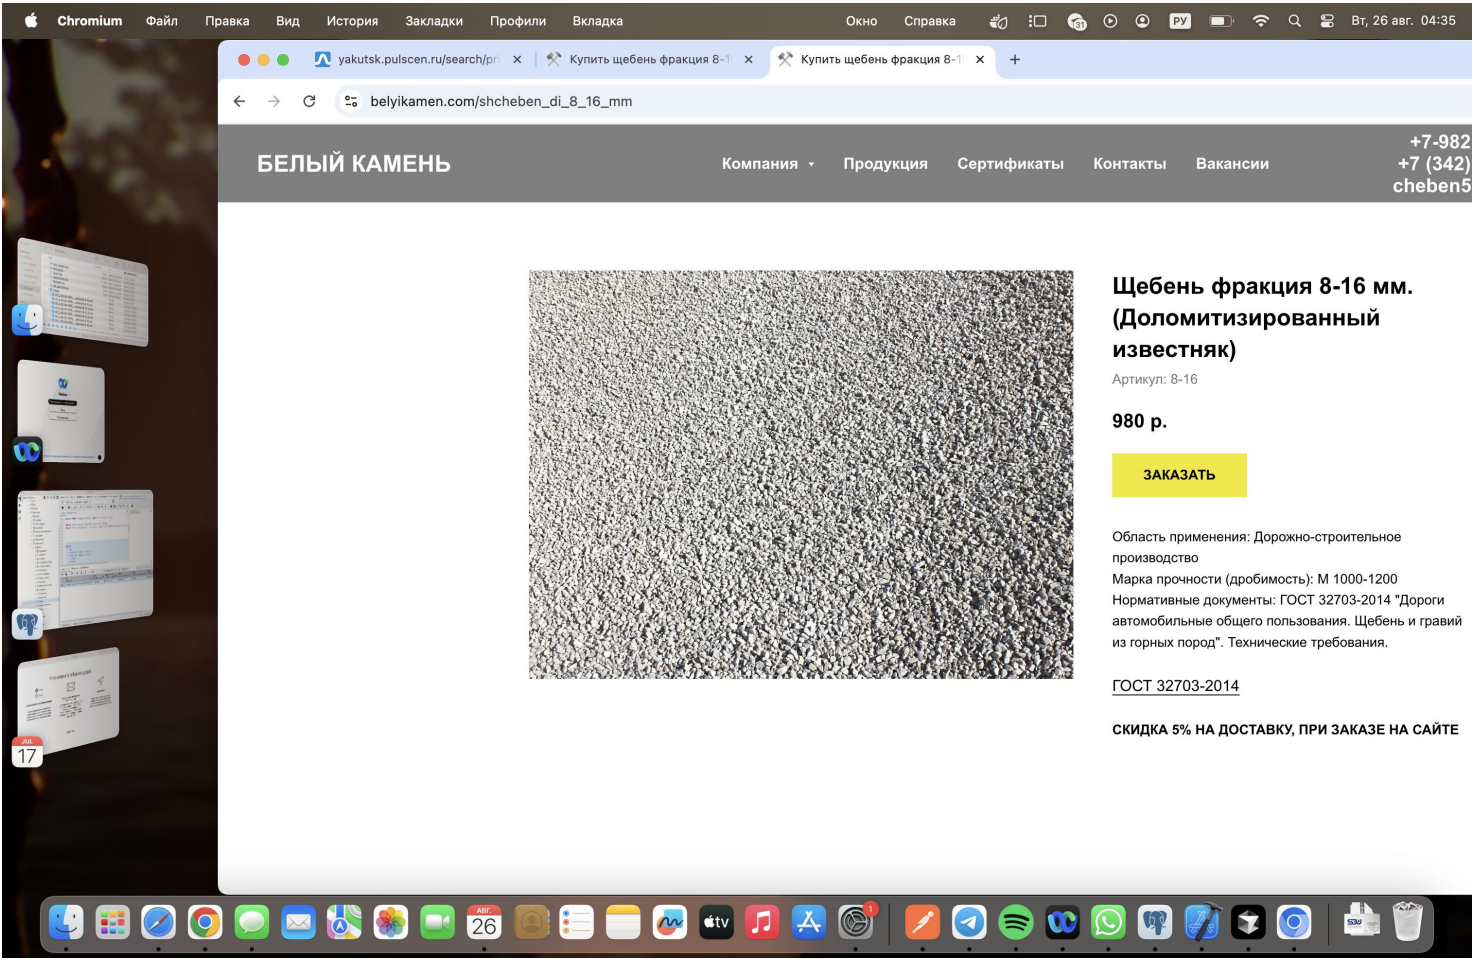 Chromium Файл Правка Вид История Закладки Профили Вкладка Окно Справка РУ Вт, 26 авг. 04:35
yakutsk.pulscen.ru/search/pri Купить щебень фракция 8-1 Купить щебень фракция 8-1
belyikamen.com/shcheben_di_8_16_mm
БЕЛЫЙ КАМЕНЬ
Компания Продукция Сертификаты Контакты Вакансии
+7-982
+7 (342)
cheben5
Щебень фракция 8-16 мм.
(Доломитизированный
известняк)
Артикул: 8-16
980 р.
ЗАКАЗАТЬ
Область применения: Дорожно-строительное
производство
Марка прочности (дробимость): М 1000-1200
Нормативные документы: ГОСТ 32703-2014 "Дороги
автомобильные общего пользования. Щебень и гравий
из горных пород". Технические требования.
ГОСТ 32703-2014
СКИДКА 5% НА ДОСТАВКУ, ПРИ ЗАКАЗЕ НА САЙТЕ
JUL
17
АВГ.
26
tv
1